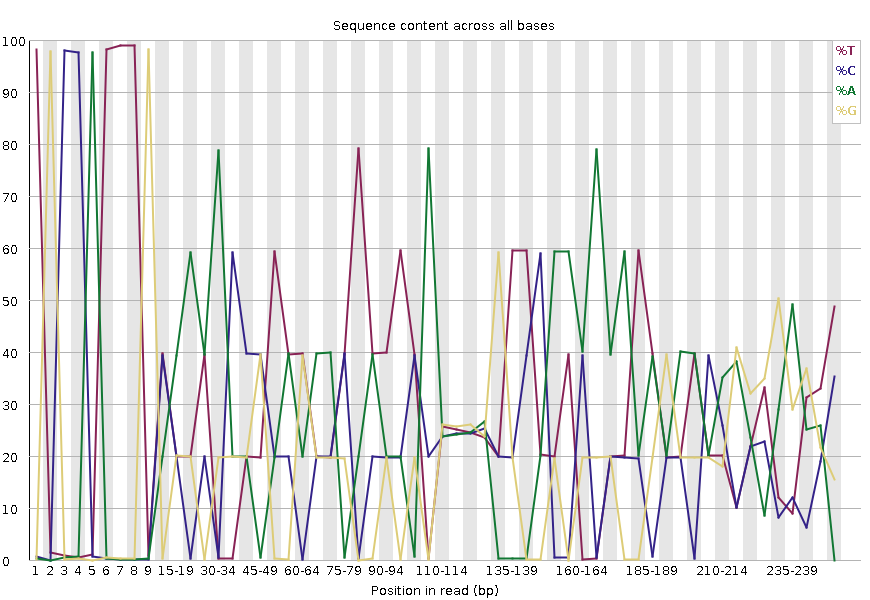 Sequence content across all bases
100
90
80
70
60
50
40
30
20
10
0
%T
%C
%A
%G
1 2 3 4 5 6 7 8 9 15-19 30-34 45-49 60-64 75-79 90-94 110-114 135-139 160-164 185-189 210-214 235-239
Position in read (bp)